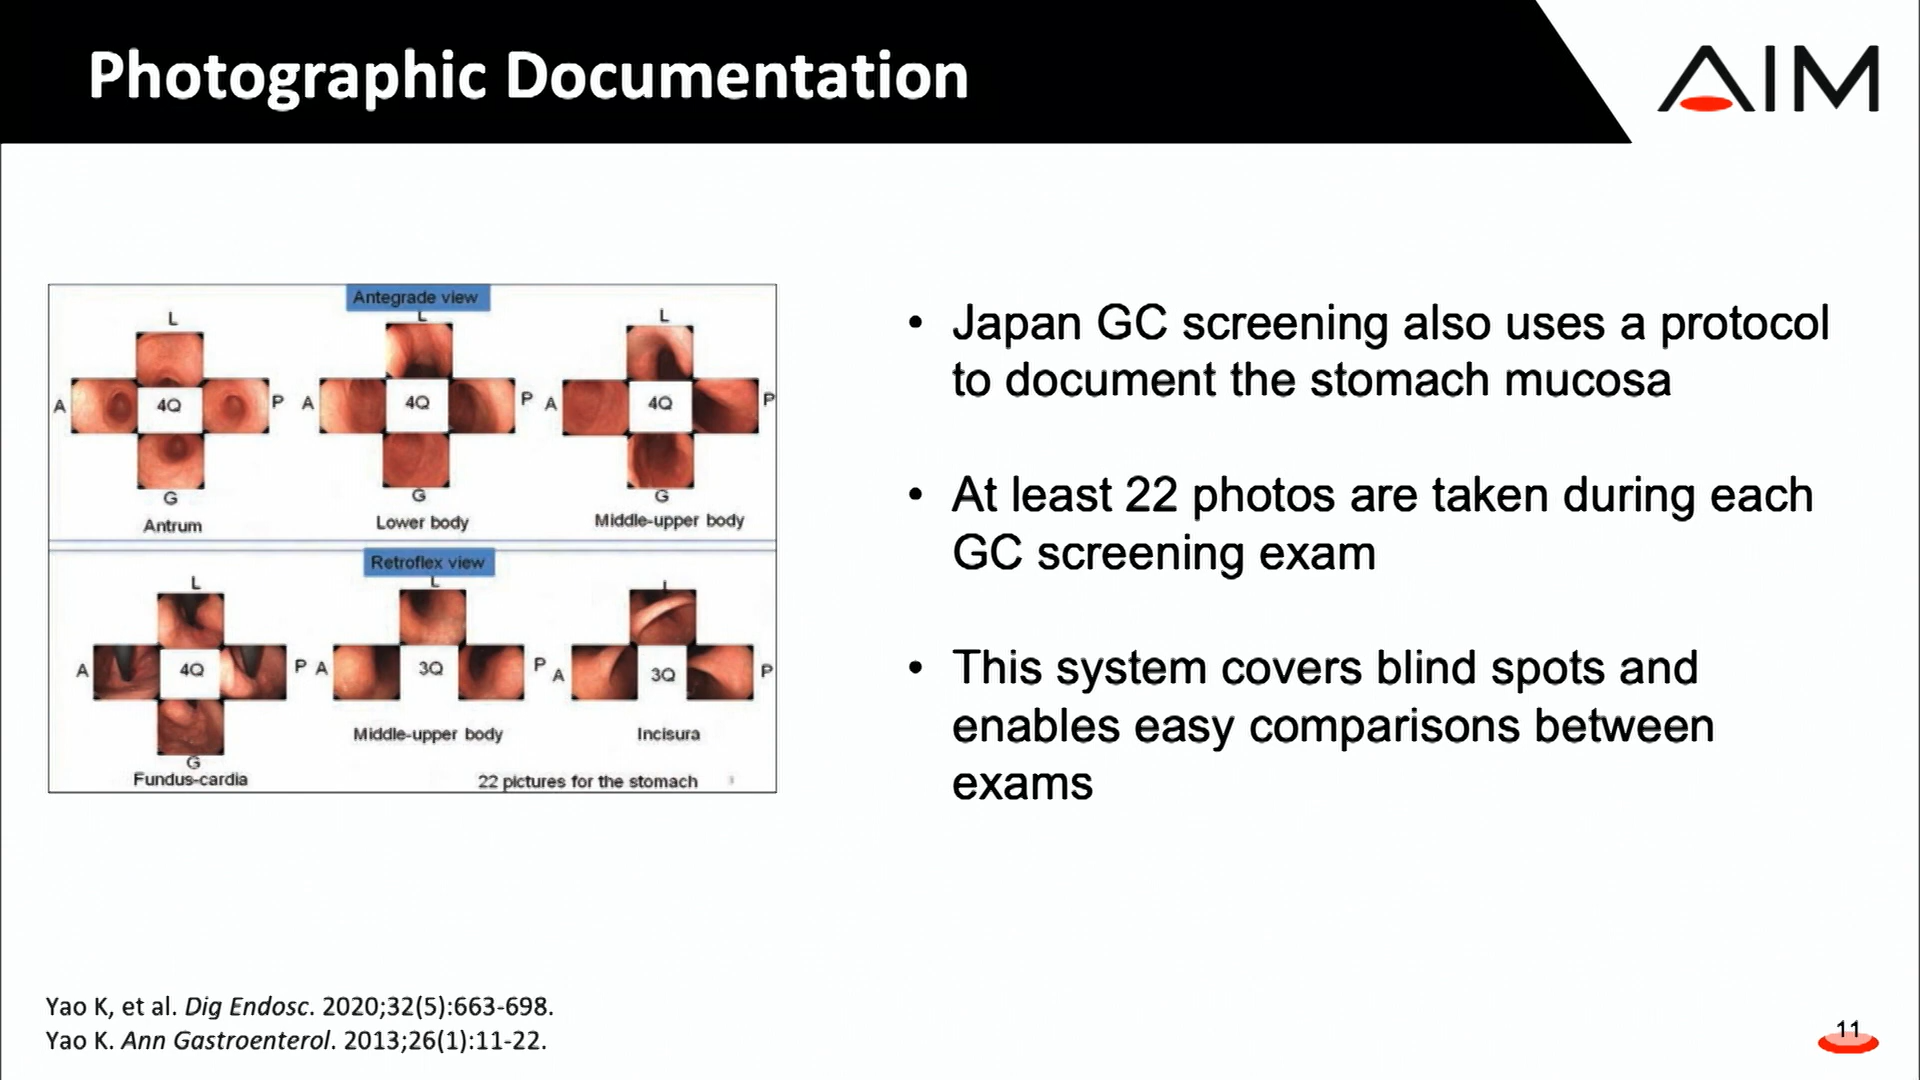 Photographic Documentation
AIM
Antegrade view
L
L
L
A
4Q
P
A
4Q
P
A
4Q
P
G
G
G
Antrum
Lower body
Middle-upper body
Retroflex view
L
L
L
A
4Q
P
A
3Q
P
A
3Q
P
G
Middle-upper body
Incisura
Fundus-cardia
22 pictures for the stomach
• Japan GC screening also uses a protocol
to document the stomach mucosa
• At least 22 photos are taken during each
GC screening exam
• This system covers blind spots and
enables easy comparisons between
exams
Yao K, et al. Dig Endosc. 2020;32(5):663-698.
Yao K. Ann Gastroenterol. 2013;26(1):11-22.
11